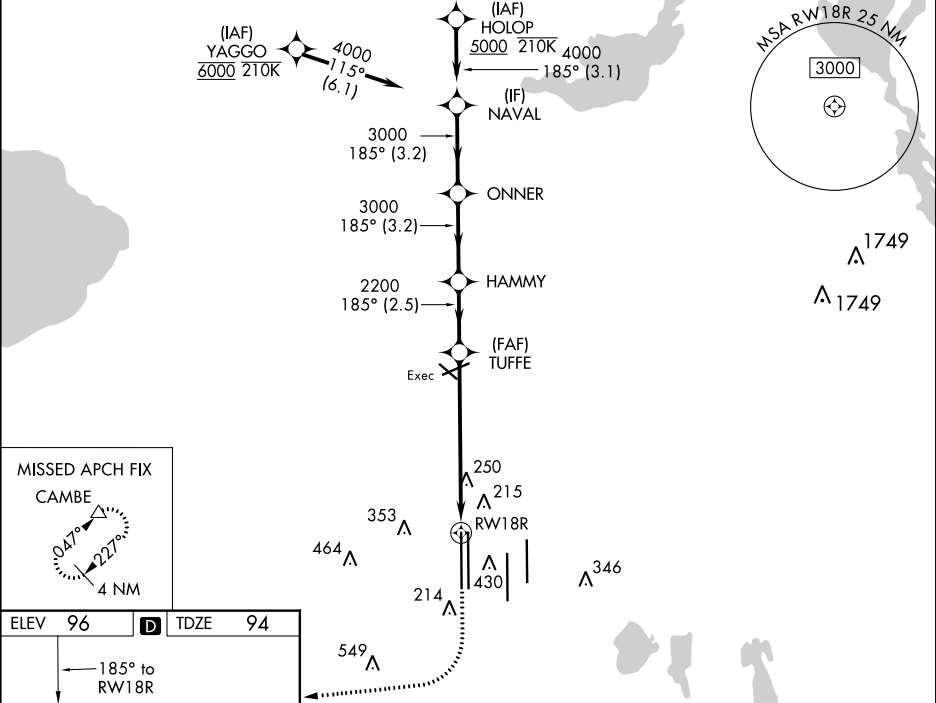 (IAF)
YAGGO
6000 210K
4000
115°
(6.1)
(IAF)
HOLOP
5000 210K
4000
185° (3.1)
(IF)
NAVAL
3000
185° (3.2)
ONNER
3000
185° (3.2)
HAMMY
2200
185° (2.5)
(FAF)
TUFFE
Exec
MSA RW18R 25 NM
3000
1749
1749
250
215
353
RW18R
464
430
346
214
549
MISSED APCH FIX
CAMBE
047°
227°
4 NM
ELEV 96 D TDZE 94
185° to
RW18R